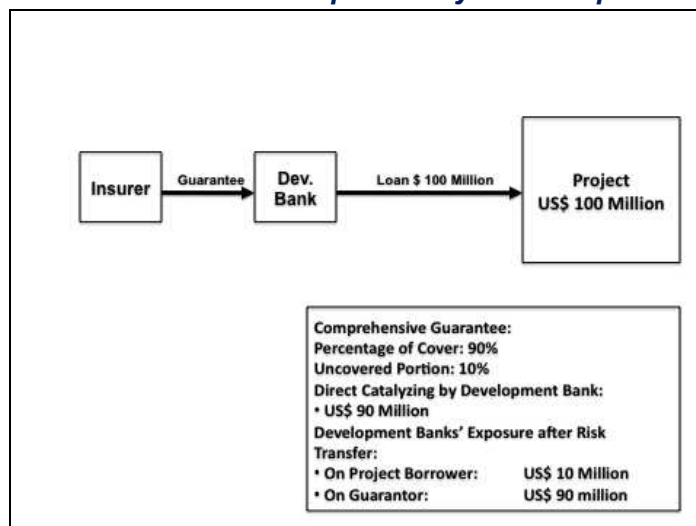 Insurer
Guarantee
Dev.
Bank
Loan $ 100 Million
Project
US$ 100 Million
Comprehensive Guarantee:
Percentage of Cover: 90%
Uncovered Portion: 10%
Direct Catalyzing by Development Bank:
• US$ 90 Million
Development Banks' Exposure after Risk
Transfer:
• On Project Borrower: US$ 10 Million
• On Guarantor: US$ 90 million